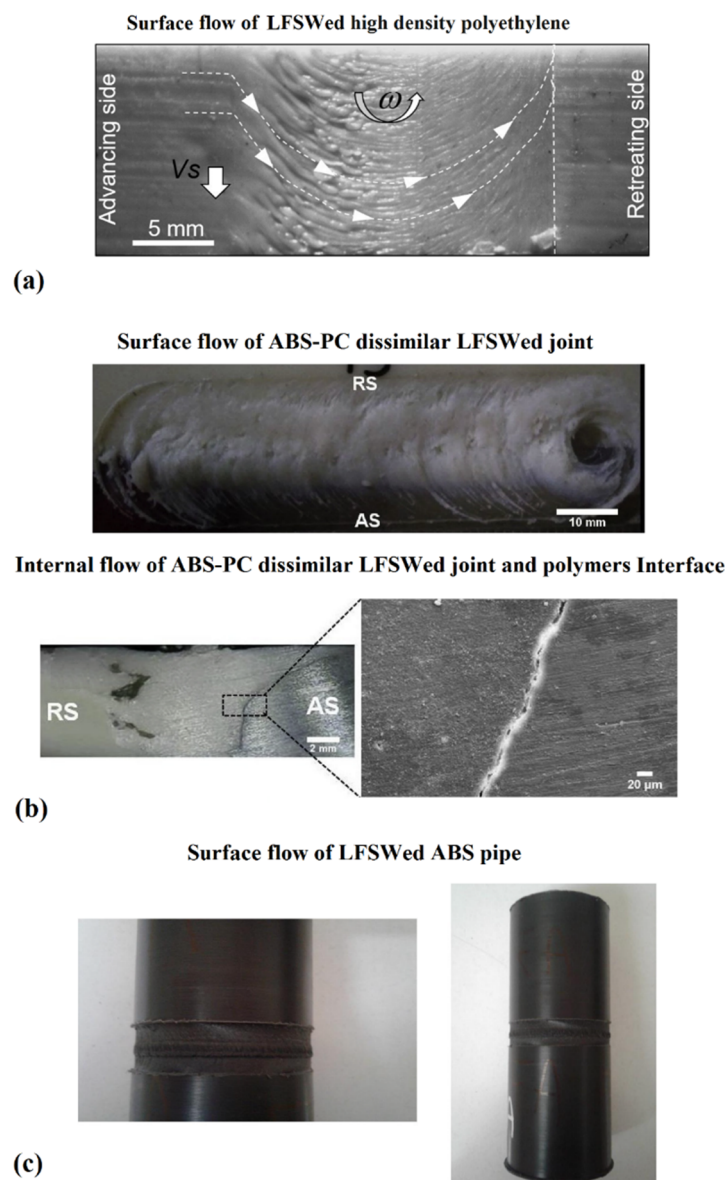 Surface flow of LFSWed high density polyethylene
Advancing side
Vs
5 mm
ω
Retreating side
(a)
Surface flow of ABS-PC dissimilar LFSWed joint
RS
AS
10 mm
Internal flow of ABS-PC dissimilar LFSWed joint and polymers Interface
RS
AS
2 mm
20 μm
(b)
Surface flow of LFSWed ABS pipe
(c)